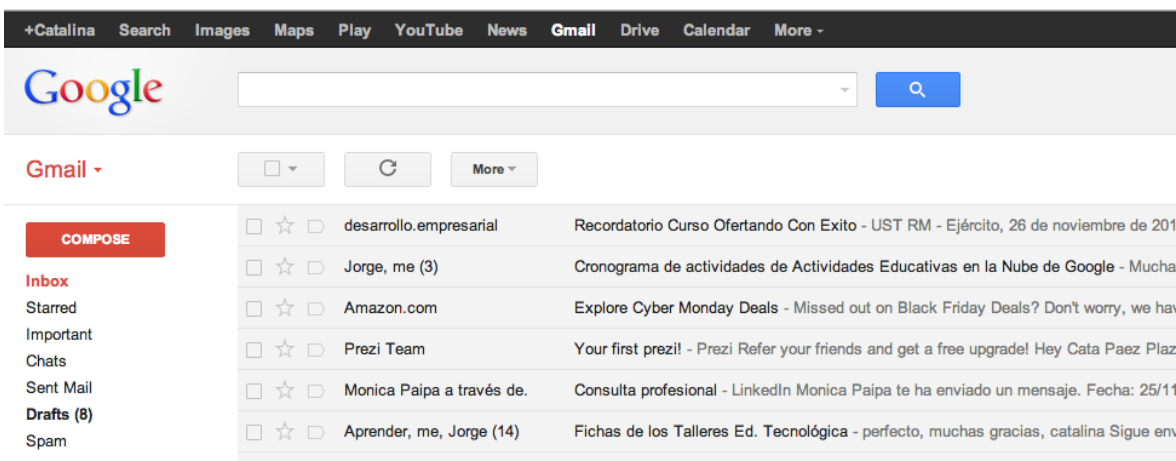 +Catalina Search Images Maps Play YouTube News Gmail Drive Calendar More
Google
Gmail
More
COMPOSE
Inbox
Starred
Important
Chats
Sent Mail
Drafts (8)
Spam
desarrollo.empresarial Recordatorio Curso Ofertando Con Exito - UST RM - Ejército, 26 de noviembre de 201
Jorge, me (3) Cronograma de actividades de Actividades Educativas en la Nube de Google - Mucha
Amazon.com Explore Cyber Monday Deals - Missed out on Black Friday Deals? Don't worry, we hav
Prezi Team Your first prezi! - Prezi Refer your friends and get a free upgrade! Hey Cata Paez Plaz
Monica Paipa a través de. Consulta profesional - LinkedIn Monica Paipa te ha enviado un mensaje. Fecha: 25/11
Aprender, me, Jorge (14) Fichas de los Talleres Ed. Tecnológica - perfecto, muchas gracias, catalina Sigue env